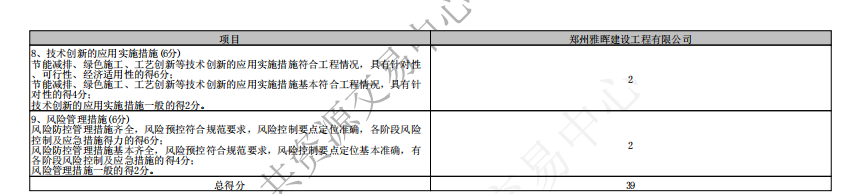 项目 郑州雅晖建设工程有限公司
8、技术创新的应用实施措施(6分)
节能减排、绿色施工、工艺创新等技术创新的应用实施措施符合工程情况，具有针对性
、可行性、经济适用性的得6分；
节能减排、绿色施工、工艺创新等技术创新的应用实施措施基本符合工程情况，具有针
对性的得4分；
技术创新的应用实施措施一般的得2分。
2
9、风险管理措施(6分)
风险防控管理措施齐全，风险预控符合规范要求，风险控制要点定位准确，各阶段风险
控制及应急措施得力的得6分；
风险防控管理措施基本齐全，风险预控符合规范要求，风险控制要点定位基本准确，有
各阶段风险控制及应急措施的得4分；
风险管理措施一般的得2分。
2
总得分 39
共资源交易中心
交易中心